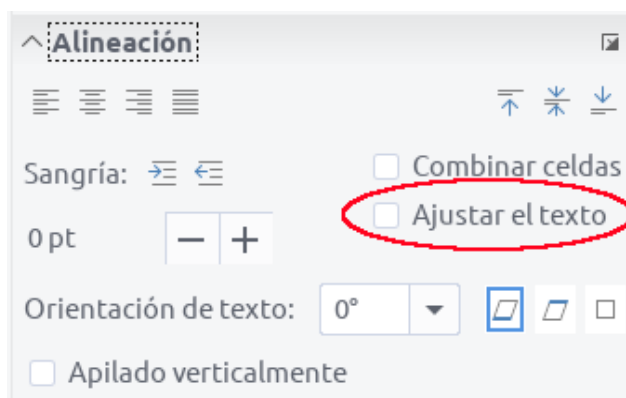 Alineación
Sangría:
Combinar celdas
Ajustar el texto
0 pt
Orientación de texto:
0°
Apilado verticalmente